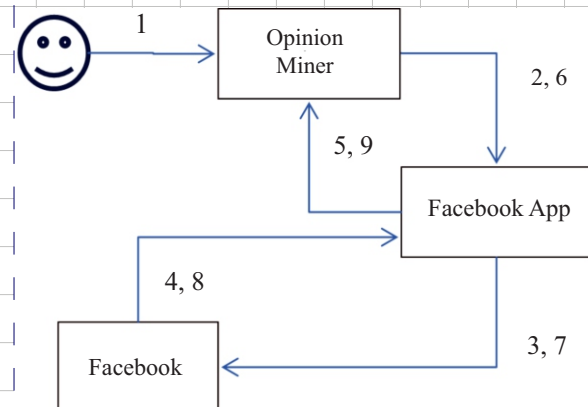 1
Opinion
Miner
2, 6
5, 9
Facebook App
4, 8
3, 7
Facebook